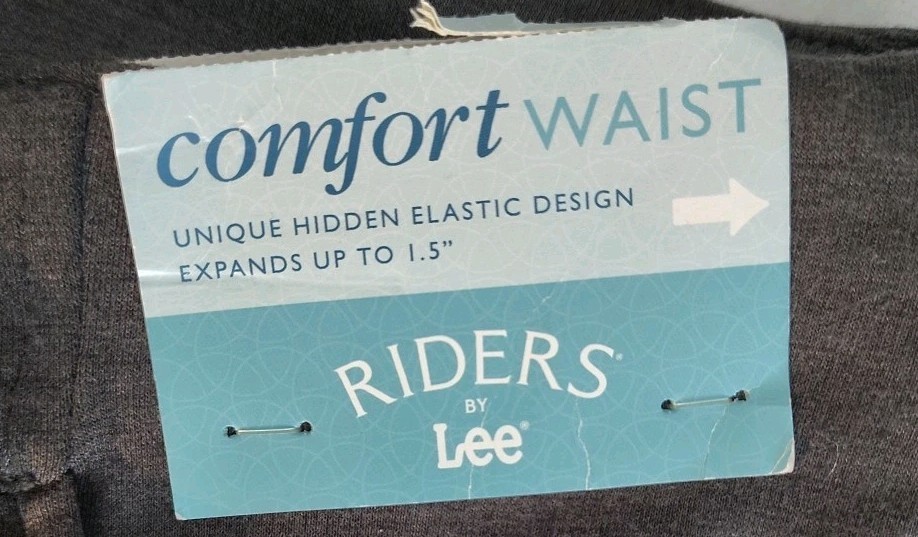 comfort WAIST
UNIQUE HIDDEN ELASTIC DESIGN
EXPANDS UP TO 1.5”
RIDERS®
BY
Lee®